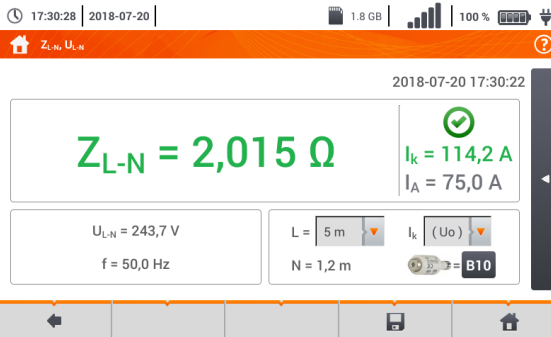 17:30:28 2018-07-20 1.8 GB 100 %
ZL-N, UL-N ?
2018-07-20 17:30:22
ZL-N = 2,015 Ω
Ik = 114,2 A
IA = 75,0 A
UL-N = 243,7 V
f = 50,0 Hz
L = 5 m Ik ( Uo )
N = 1,2 m = B10